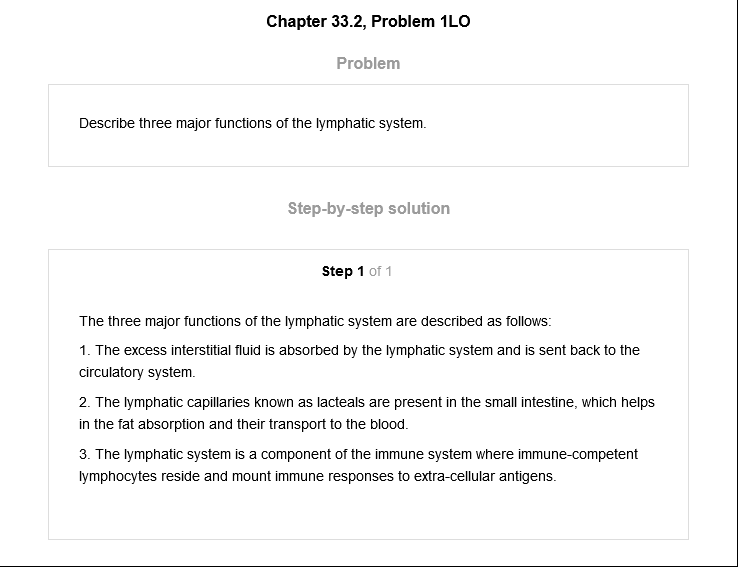 Chapter 33.2, Problem 1LO
Problem
Describe three major functions of the lymphatic system.
Step-by-step solution
Step 1 of 1
The three major functions of the lymphatic system are described as follows:
1. The excess interstitial fluid is absorbed by the lymphatic system and is sent back to the
circulatory system.
2. The lymphatic capillaries known as lacteals are present in the small intestine, which helps
in the fat absorption and their transport to the blood.
3. The lymphatic system is a component of the immune system where immune-competent
lymphocytes reside and mount immune responses to extra-cellular antigens.